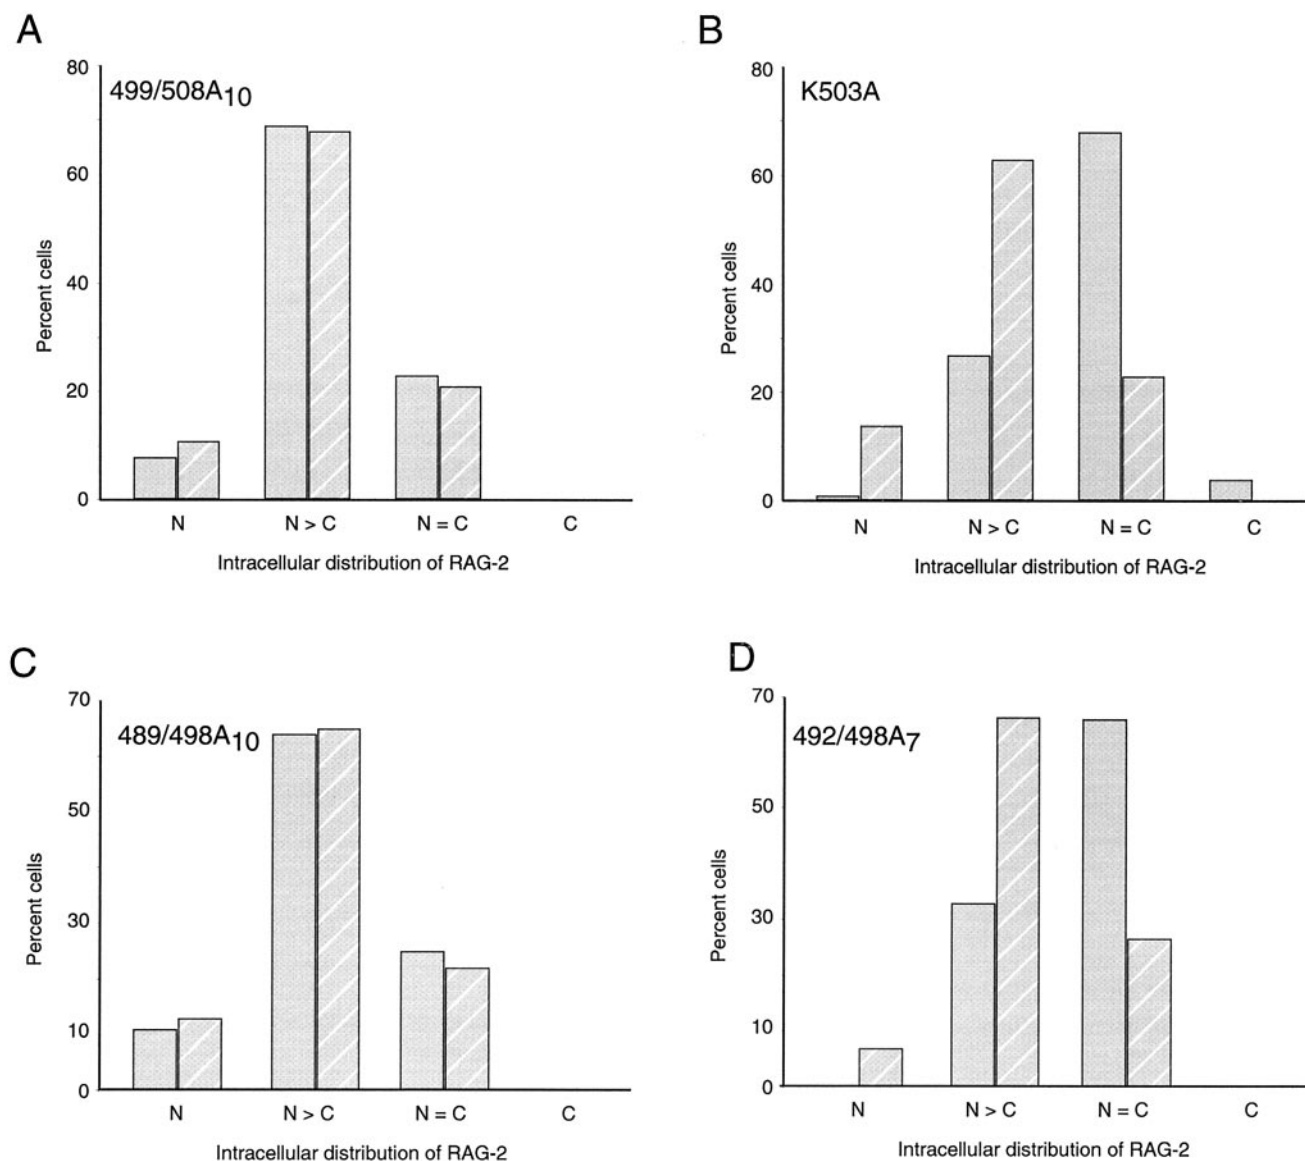 A
499/508A10
Percent cells
80
60
40
20
0
N N > C N = C C
Intracellular distribution of RAG-2
B
K503A
Percent cells
80
60
40
20
0
N N > C N = C C
Intracellular distribution of RAG-2
C
489/498A10
Percent cells
70
50
30
10
0
N N > C N = C C
Intracellular distribution of RAG-2
D
492/498A7
Percent cells
70
50
30
10
0
N N > C N = C C
Intracellular distribution of RAG-2